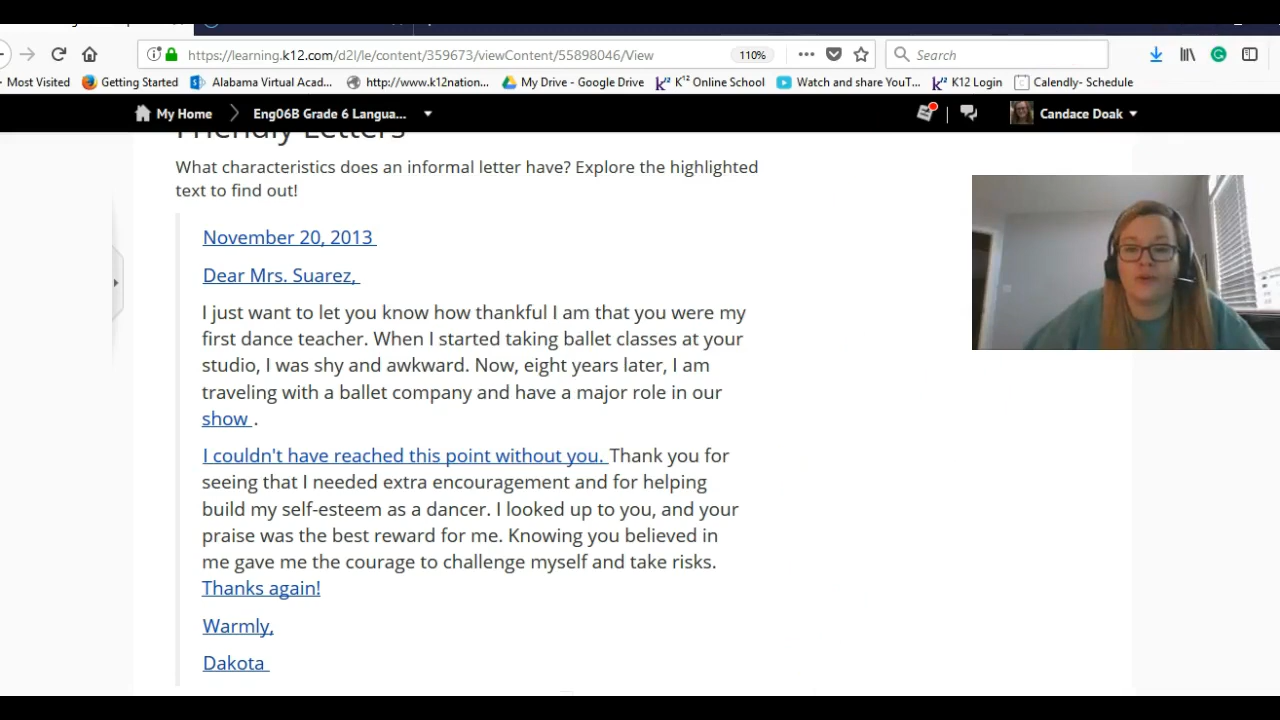 https://learning.k12.com/d2l/le/content/359673/viewContent/55898046/View
110%
Search
Most Visited
Getting Started
Alabama Virtual Acad...
http://www.k12nation...
My Drive - Google Drive
K¹² Online School
Watch and share YouT...
K12 Login
Calendly- Schedule
My Home
Eng06B Grade 6 Langua...
Candace Doak
Friendly Letters
What characteristics does an informal letter have? Explore the highlighted
text to find out!
November 20, 2013
Dear Mrs. Suarez,
I just want to let you know how thankful I am that you were my
first dance teacher. When I started taking ballet classes at your
studio, I was shy and awkward. Now, eight years later, I am
traveling with a ballet company and have a major role in our
show .
I couldn't have reached this point without you. Thank you for
seeing that I needed extra encouragement and for helping
build my self-esteem as a dancer. I looked up to you, and your
praise was the best reward for me. Knowing you believed in
me gave me the courage to challenge myself and take risks.
Thanks again!
Warmly,
Dakota